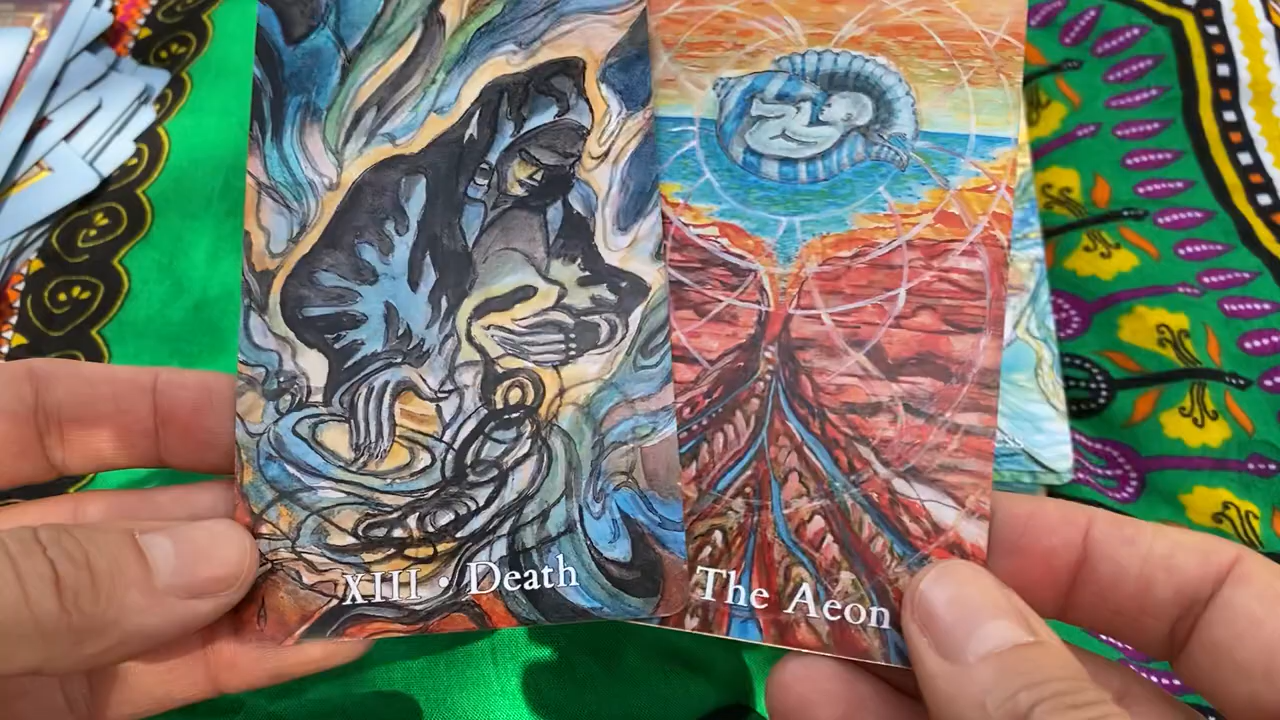 XIII • Death
The Aeon